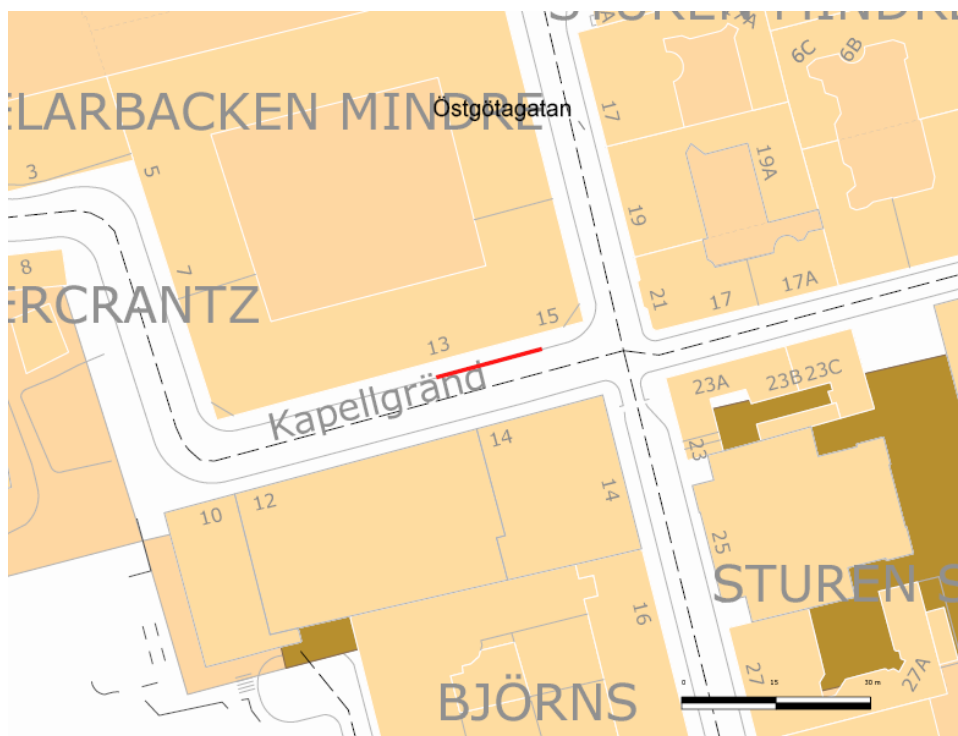 17A
6C
6B
ELARBACKEN MINDRE
Östgötagatan
17
19A
3
5
19
7
8
ERCRANTZ
21
17
17A
15
13
Kapellgränd
23A
23B
23C
23
14
12
10
14
25
STUREN S
16
27
27A
BJÖRNS
0 15 30 m